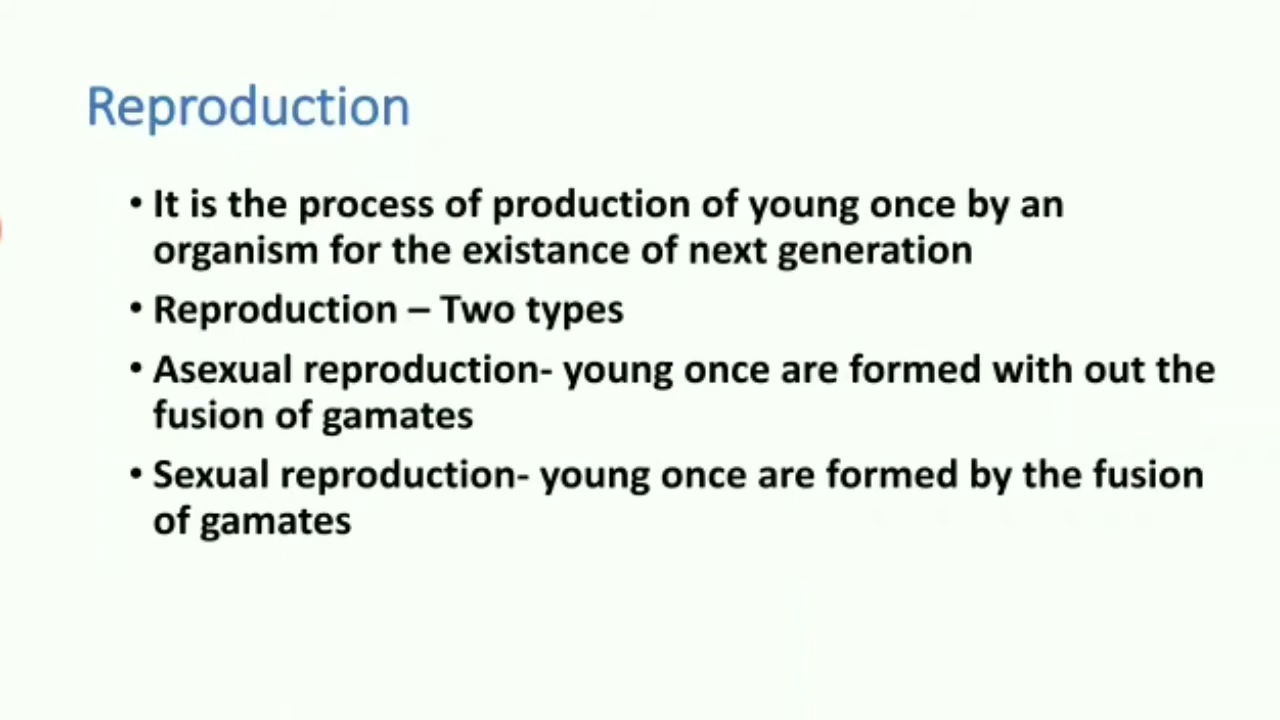 Reproduction
• It is the process of production of young once by an
organism for the existance of next generation
• Reproduction – Two types
• Asexual reproduction- young once are formed with out the
fusion of gamates
• Sexual reproduction- young once are formed by the fusion
of gamates